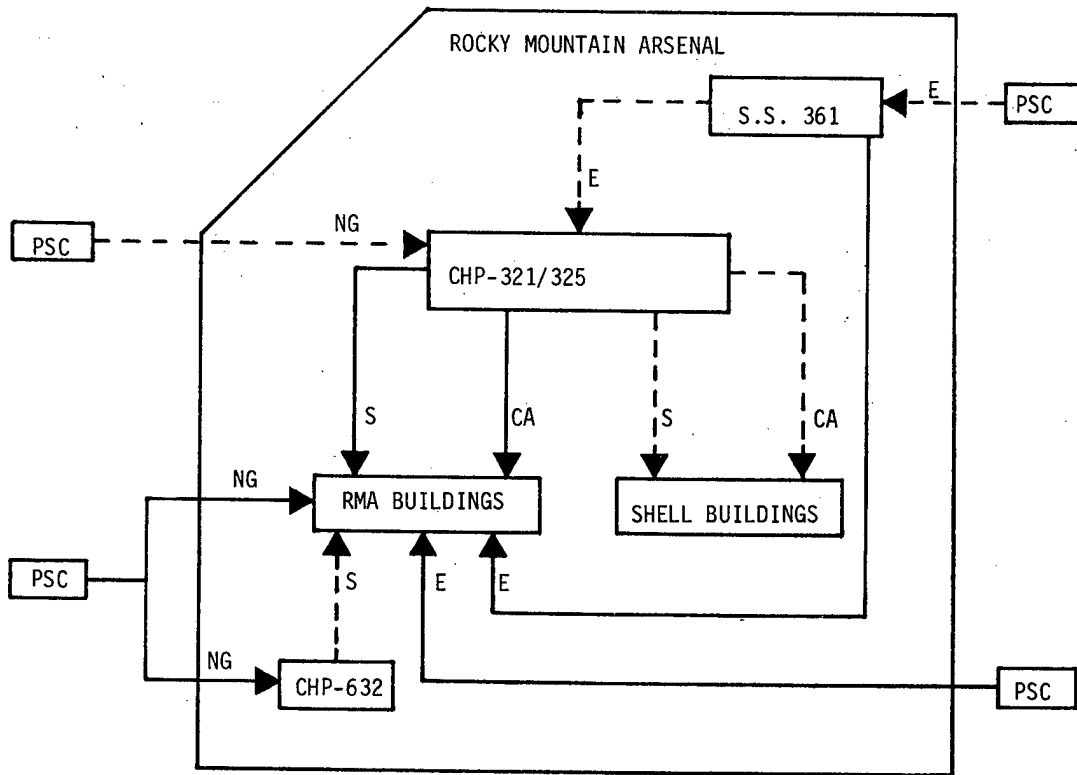 ROCKY MOUNTAIN ARSENAL
E
PSC
S.S. 361
E
NG
PSC
CHP-321/325
S
CA
S
CA
NG
RMA BUILDINGS
SHELL BUILDINGS
PSC
S
E
E
NG
CHP-632
PSC